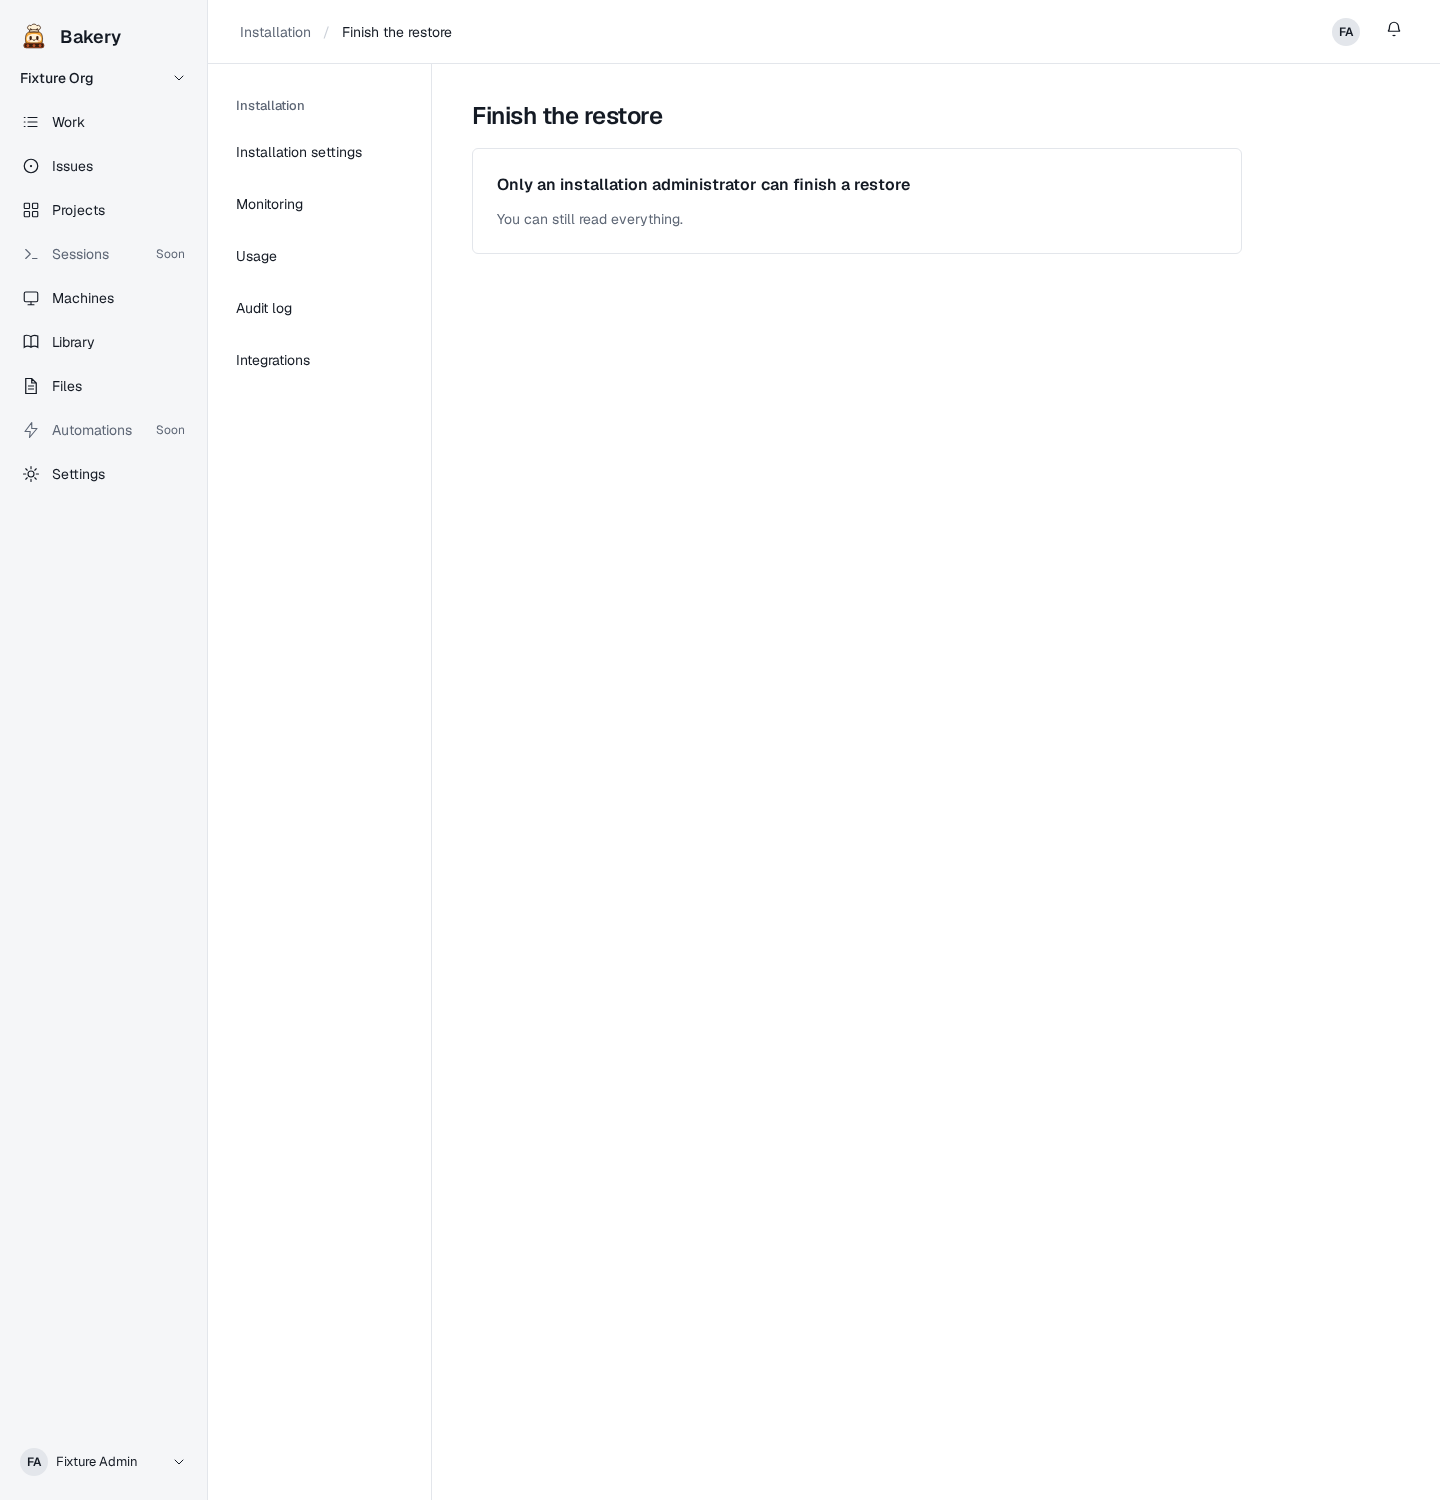 Bakery
Fixture Org
Work
Issues
Projects
Sessions Soon
Machines
Library
Files
Automations Soon
Settings
FA Fixture Admin
Installation / Finish the restore
FA
Installation
Installation settings
Monitoring
Usage
Audit log
Integrations
Finish the restore
Only an installation administrator can finish a restore
You can still read everything.